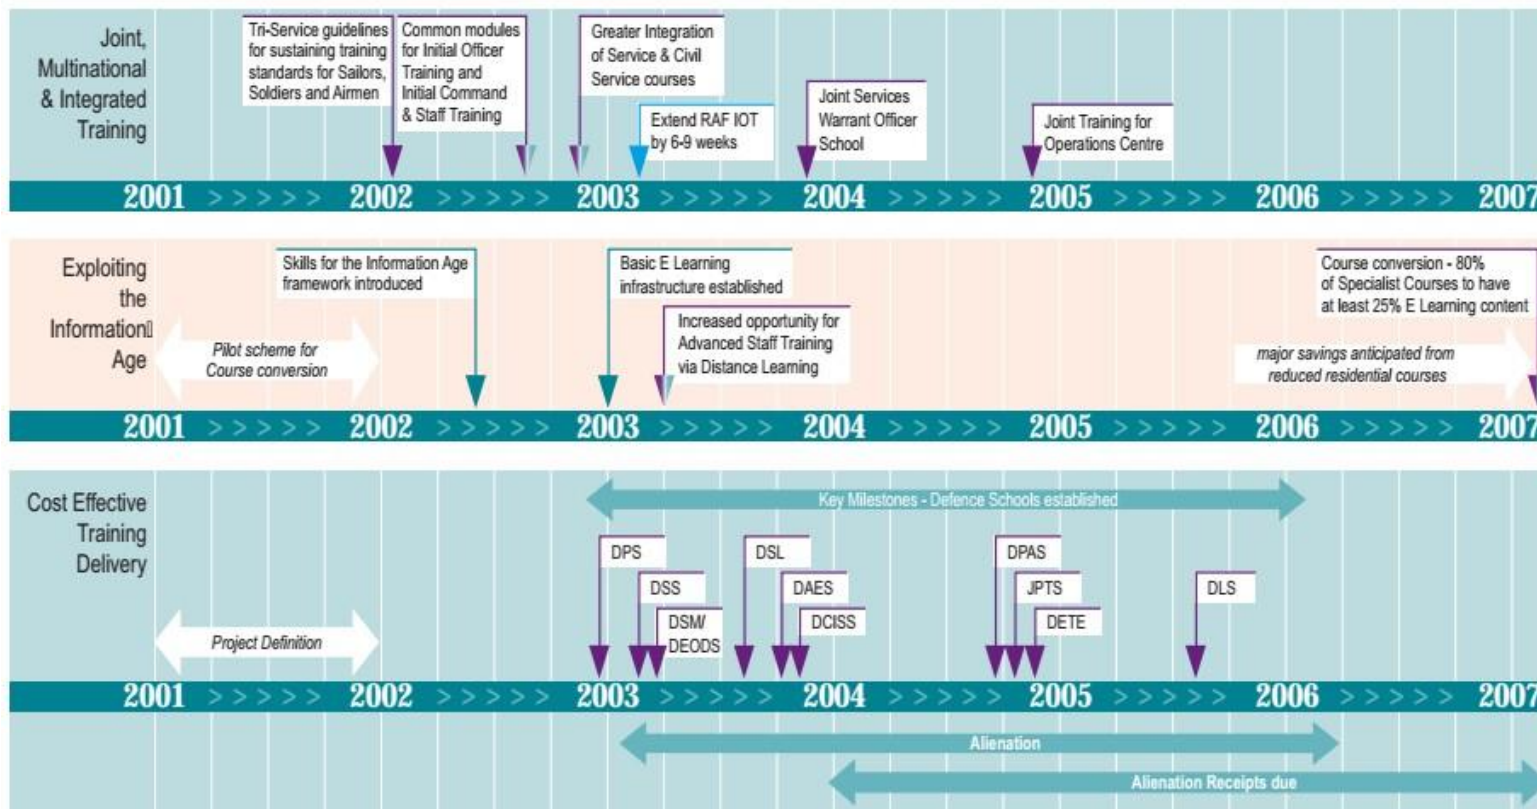 Joint,
Multinational
& Integrated
Training
Tri-Service guidelines
for sustaining training
standards for Sailors,
Soldiers and Airmen
Common modules
for Initial Officer
Training and
Initial Command
& Staff Training
Greater Integration
of Service & Civil
Service courses
Extend RAF IOT
by 6-9 weeks
Joint Services
Warrant Officer
School
Joint Training for
Operations Centre
2001 > > > > > 2002 > > > > > 2003 > > > > > 2004 > > > > > 2005 > > > > > 2006 > > > > > 2007
Exploiting
the
Information
Age
Pilot scheme for
Course conversion
Skills for the Information Age
framework introduced
Basic E Learning
infrastructure established
Increased opportunity for
Advanced Staff Training
via Distance Learning
Course conversion - 80%
of Specialist Courses to have
at least 25% E Learning content
major savings anticipated from
reduced residential courses
2001 > > > > > 2002 > > > > > 2003 > > > > > 2004 > > > > > 2005 > > > > > 2006 > > > > > 2007
Cost Effective
Training
Delivery
Key Milestones - Defence Schools established
Project Definition
DPS
DSS
DSM/
DEODS
DSL
DAES
DCISS
DPAS
JPTS
DETE
DLS
2001 > > > > > 2002 > > > > > 2003 > > > > > 2004 > > > > > 2005 > > > > > 2006 > > > > > 2007
Alienation
Alienation Receipts due